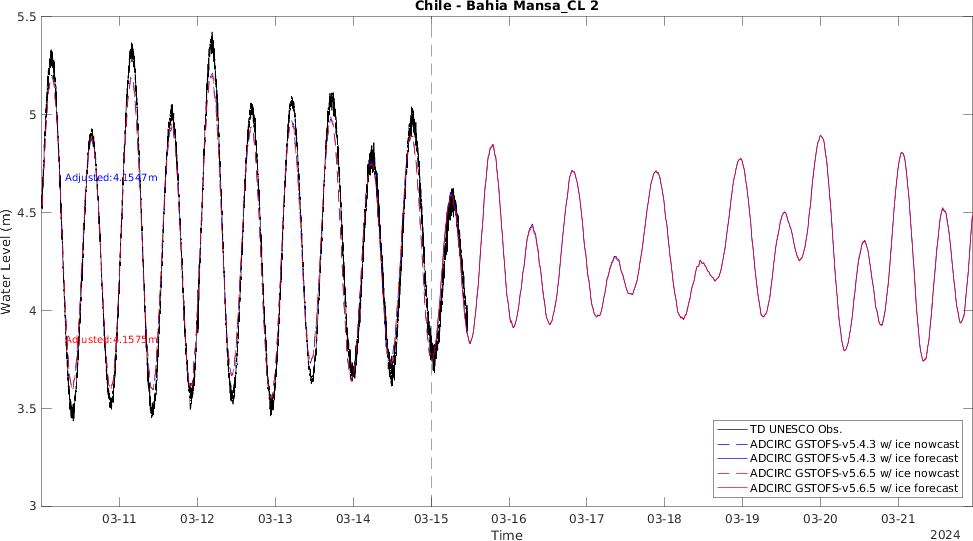 Chile - Bahia Mansa_CL 2
5.5
5
4.5
4
3.5
3
Water Level (m)
Adjusted:4.1547m
Adjusted:4.1575m
TD UNESCO Obs.
ADCIRC GSTOFS-v5.4.3 w/ ice nowcast
ADCIRC GSTOFS-v5.4.3 w/ ice forecast
ADCIRC GSTOFS-v5.6.5 w/ ice nowcast
ADCIRC GSTOFS-v5.6.5 w/ ice forecast
03-11 03-12 03-13 03-14 03-15 03-16 03-17 03-18 03-19 03-20 03-21
Time
2024